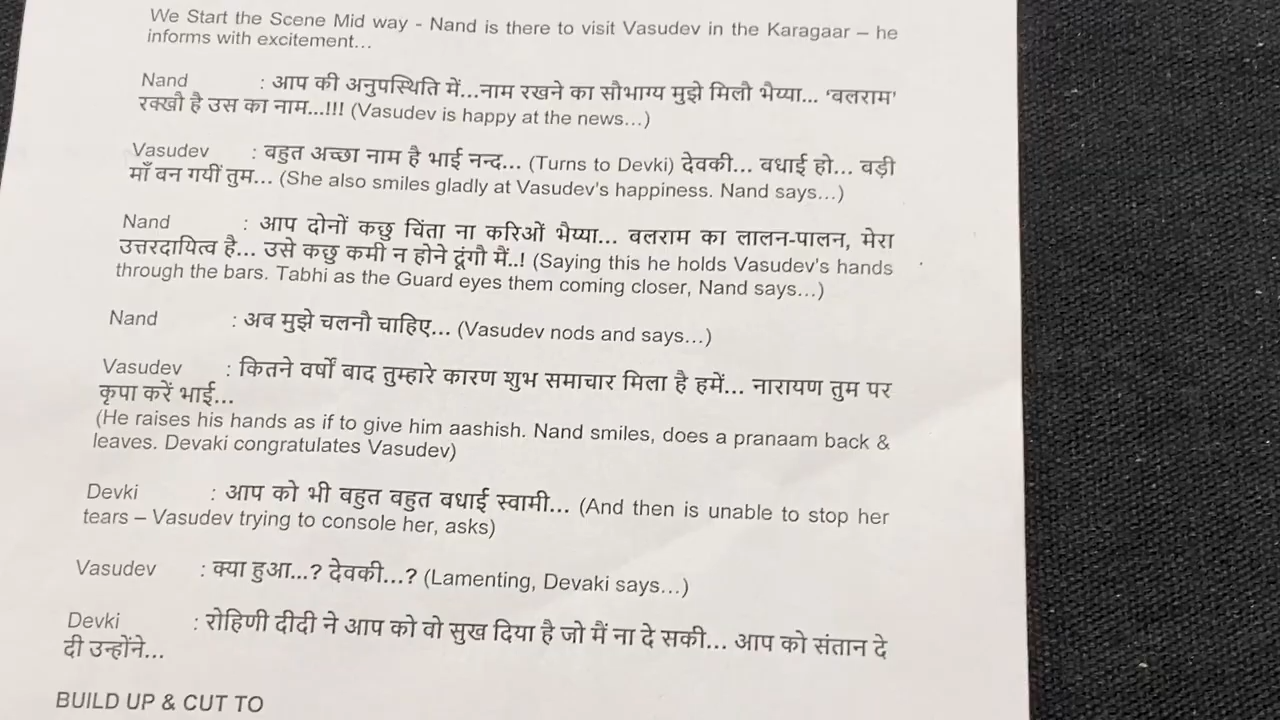 We Start the Scene Mid way - Nand is there to visit Vasudev in the Karagaar – he
informs with excitement…
Nand : आप की अनुपस्थिति में...नाम रखने का सौभाग्य मुझे मिलौ भैय्या... ‘बलराम’
रक्खौ है उस का नाम...!!! (Vasudev is happy at the news…)
Vasudev : बहुत अच्छा नाम है भाई नन्द... (Turns to Devki) देवकी... बधाई हो... बड़ी
माँ बन गयीं तुम... (She also smiles gladly at Vasudev's happiness. Nand says…)
Nand : आप दोनों कछु चिंता ना करिओं भैय्या... बलराम का लालन-पालन, मेरा
उत्तरदायित्व है... उसे कछु कमी न होने दूंगौ मैं..! (Saying this he holds Vasudev's hands
through the bars. Tabhi as the Guard eyes them coming closer, Nand says…)
Nand : अब मुझे चलनौ चाहिए... (Vasudev nods and says…)
Vasudev : कितने वर्षों बाद तुम्हारे कारण शुभ समाचार मिला है हमें... नारायण तुम पर
कृपा करें भाई...
(He raises his hands as if to give him aashish. Nand smiles, does a pranaam back &
leaves. Devaki congratulates Vasudev)
Devki : आप को भी बहुत बहुत बधाई स्वामी... (And then is unable to stop her
tears – Vasudev trying to console her, asks)
Vasudev : क्या हुआ...? देवकी...? (Lamenting, Devaki says…)
Devki : रोहिणी दीदी ने आप को वो सुख दिया है जो मैं ना दे सकी... आप को संतान दे
दी उन्होंने...
BUILD UP & CUT TO